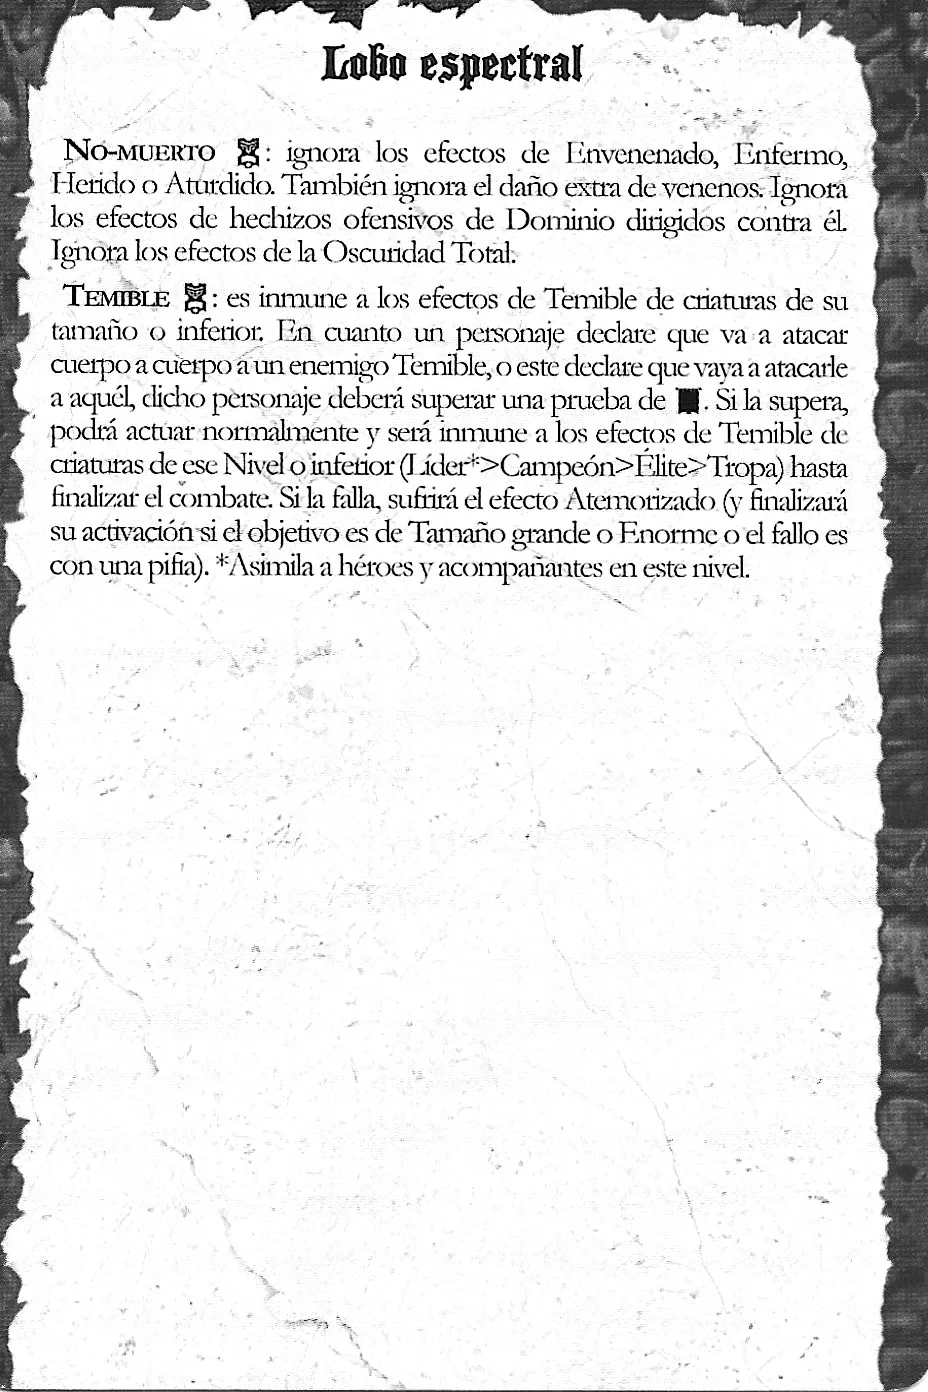 Lobo espectral
No-muerto : ignora los efectos de Envenenado, Enfermo,
Herido o Aturdido. También ignora el daño extra de venenos. Ignora
los efectos de hechizos ofensivos de Dominio dirigidos contra él.
Ignora los efectos de la Oscuridad Total.
Temible : es inmune a los efectos de Temible de criaturas de su
tamaño o inferior. En cuanto un personaje declare que va a atacar
cuerpo a cuerpo a un enemigo Temible, o este declare que vaya a atacarle
a aquél, dicho personaje deberá superar una prueba de ■. Si la supera,
podrá actuar normalmente y será inmune a los efectos de Temible de
criaturas de ese Nivel o inferior (Líder*>Campeón>Élite>Tropa) hasta
finalizar el combate. Si la falla, sufrirá el efecto Atemorizado (y finalizará
su activación si el objetivo es de Tamaño grande o Enorme o el fallo es
con una pifia). *Asimila a héroes y acompañantes en este nivel.